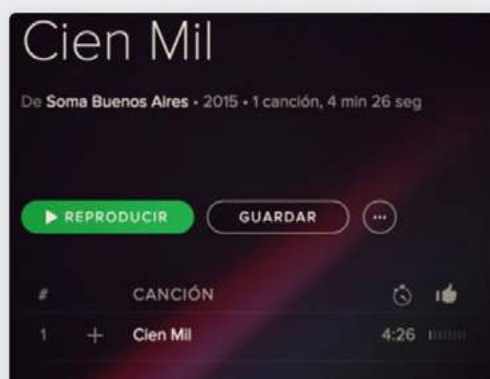 Cien Mil
De Soma Buenos Aires • 2015 • 1 canción, 4 min 26 seg
REPRODUCIR GUARDAR ...
# CANCIÓN
1 + Cien Mil 4:26